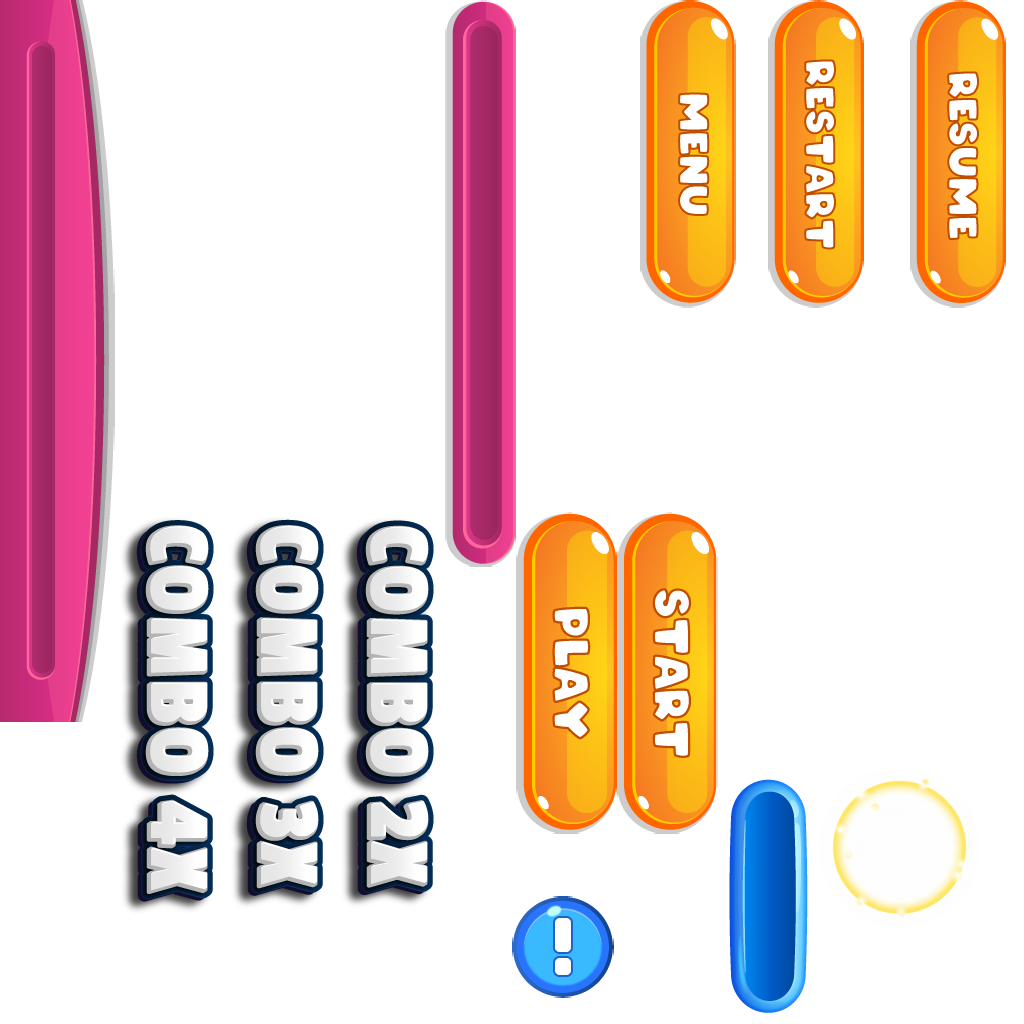 MENU
RESTART
RESUME
COMBO 4X
COMBO 3X
COMBO 2X
PLAY
START
!